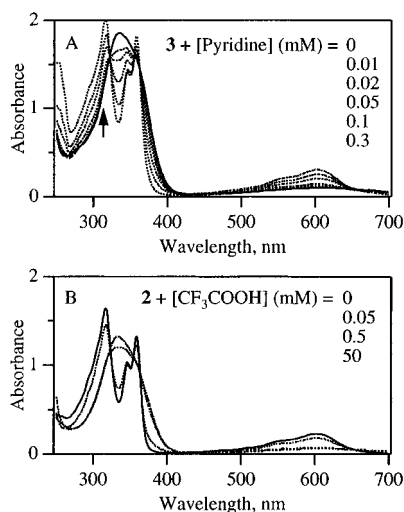 A
3 + [Pyridine] (mM) = 0
0.01
0.02
0.05
0.1
0.3
2
1
0
Absorbance
300 400 500 600 700
Wavelength, nm
B
2 + [CF₃COOH] (mM) = 0
0.05
0.5
50
2
1
0
Absorbance
300 400 500 600 700
Wavelength, nm